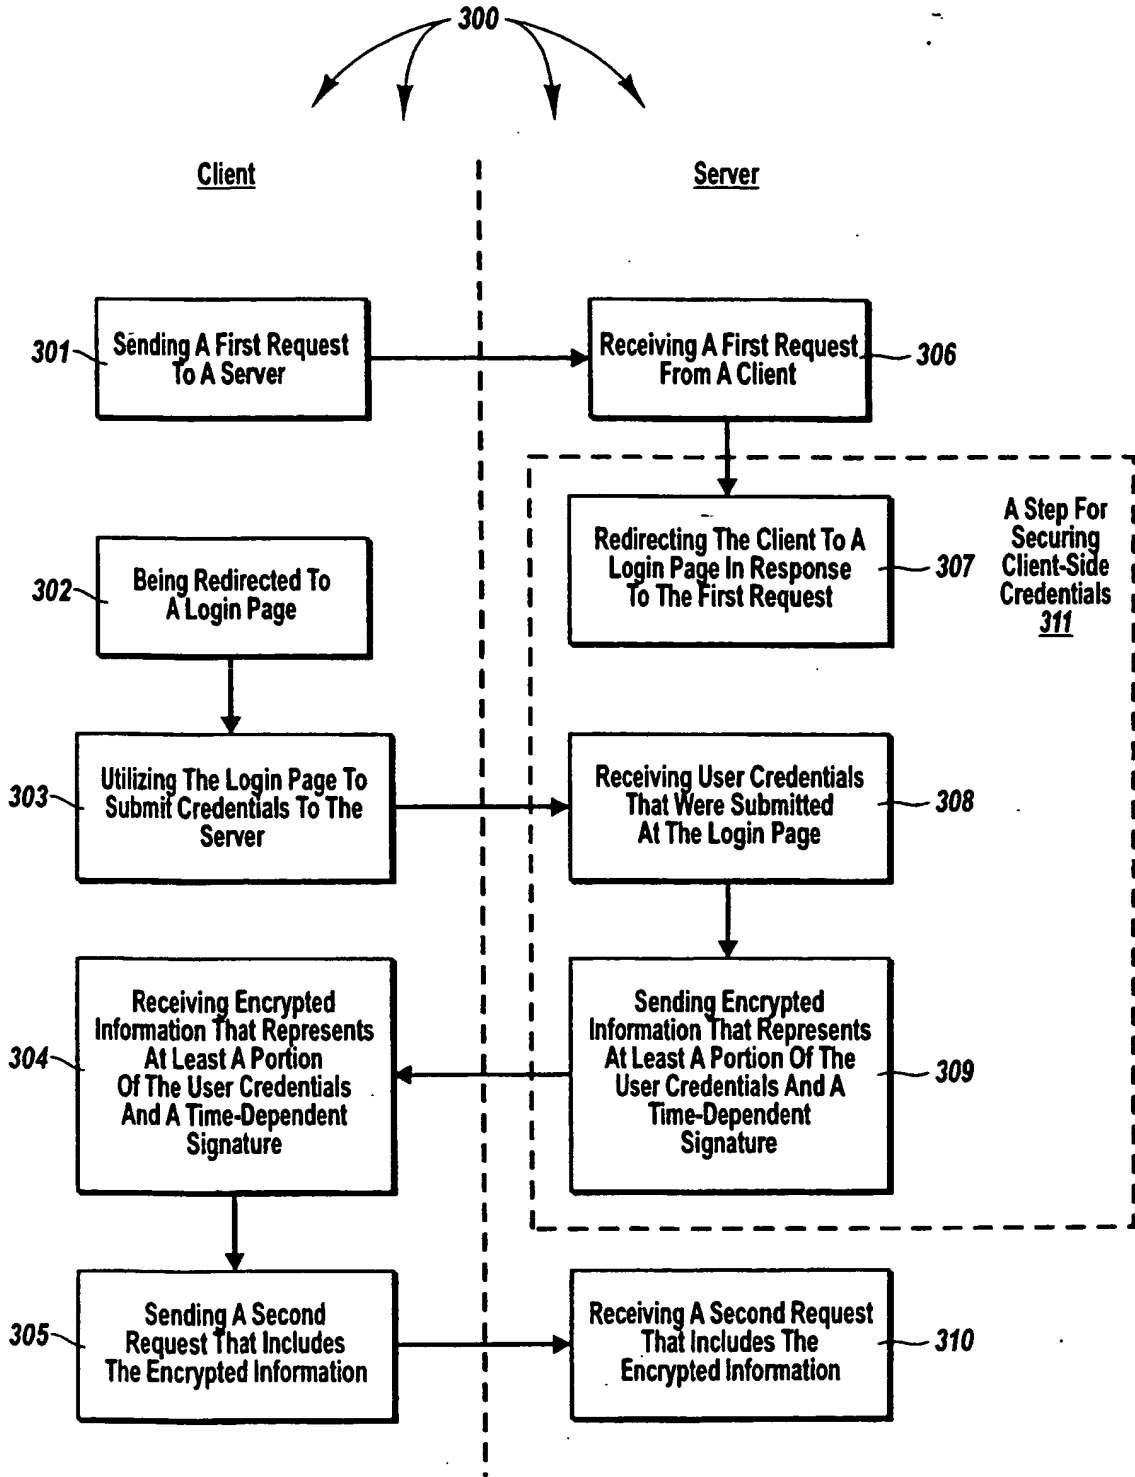 300
Client
Server
301
Sending A First Request
To A Server
Receiving A First Request
From A Client
306
Redirecting The Client To A
Login Page In Response
To The First Request
307
A Step For
Securing
Client-Side
Credentials
311
302
Being Redirected To
A Login Page
303
Utilizing The Login Page To
Submit Credentials To The
Server
Receiving User Credentials
That Were Submitted
At The Login Page
308
304
Receiving Encrypted
Information That Represents
At Least A Portion
Of The User Credentials
And A Time-Dependent
Signature
Sending Encrypted
Information That Represents
At Least A Portion Of The
User Credentials And A
Time-Dependent
Signature
309
305
Sending A Second
Request That Includes
The Encrypted Information
Receiving A Second Request
That Includes The
Encrypted Information
310